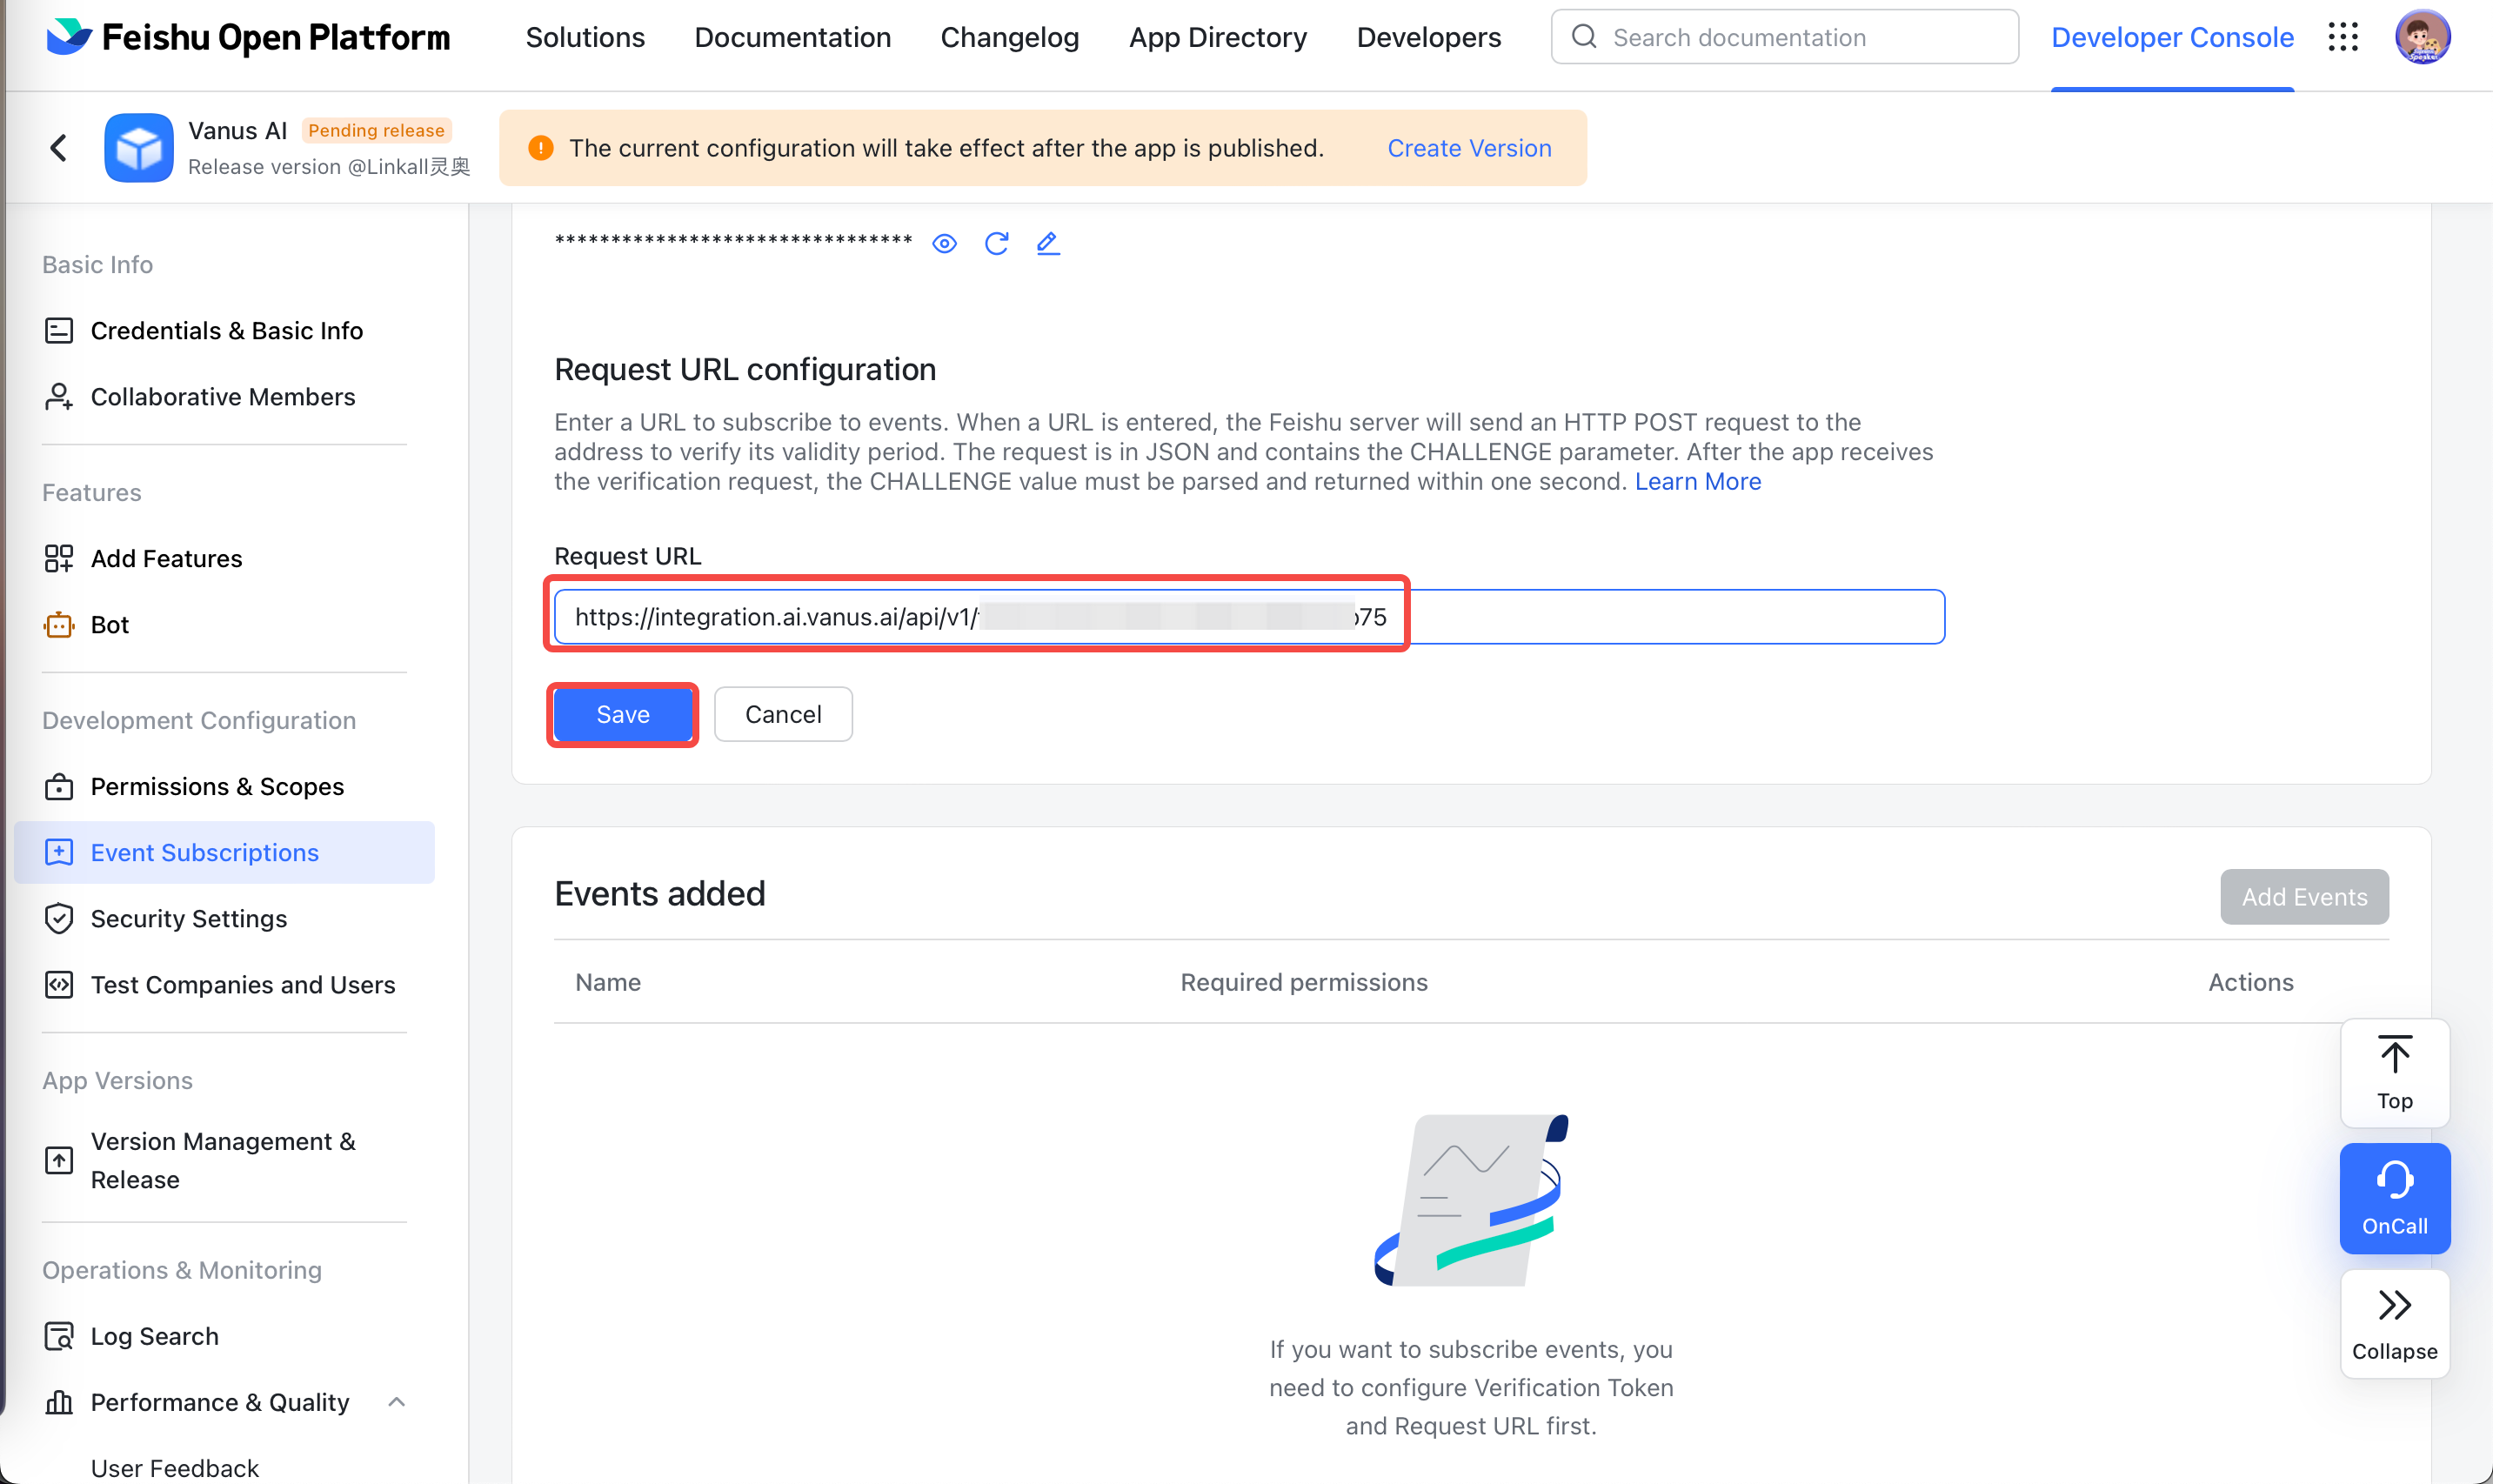 Feishu Open Platform
Solutions
Documentation
Changelog
App Directory
Developers
Search documentation
Developer Console
Vanus AI
Pending release
Release version @Linkall灵奥
The current configuration will take effect after the app is published.
Create Version
Basic Info
Credentials & Basic Info
Collaborative Members
Features
Add Features
Bot
Development Configuration
Permissions & Scopes
Event Subscriptions
Security Settings
Test Companies and Users
App Versions
Version Management &
Release
Operations & Monitoring
Log Search
Performance & Quality
User Feedback
********************************
Request URL configuration
Enter a URL to subscribe to events. When a URL is entered, the Feishu server will send an HTTP POST request to the
address to verify its validity period. The request is in JSON and contains the CHALLENGE parameter. After the app receives
the verification request, the CHALLENGE value must be parsed and returned within one second. Learn More
Request URL
https://integration.ai.vanus.ai/api/v1/ 75
Save
Cancel
Events added
Add Events
Name
Required permissions
Actions
If you want to subscribe events, you
need to configure Verification Token
and Request URL first.
Top
OnCall
Collapse